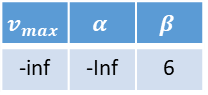 v_max α β
-inf -Inf 6